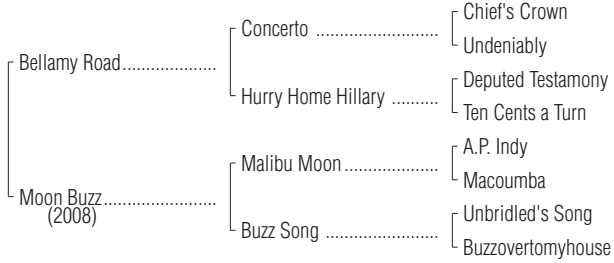 Chief's Crown
Concerto ........................
Undeniably
Bellamy Road....................
Deputed Testamony
Hurry Home Hillary ..........
Ten Cents a Turn
A.P. Indy
Malibu Moon....................
Macoumba
Moon Buzz........................
(2008)
Unbridled's Song
Buzz Song ........................
Buzzovertomyhouse